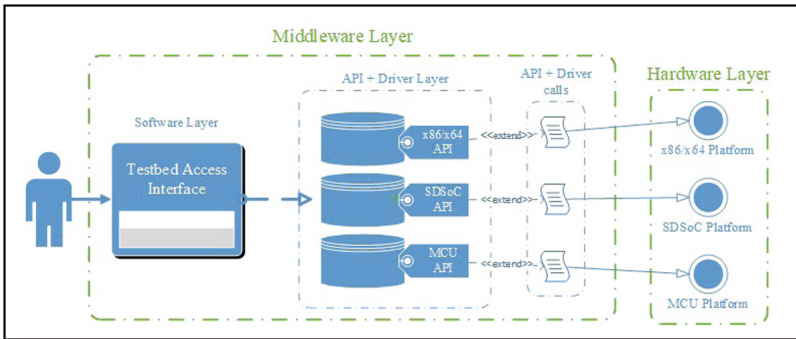 Middleware Layer
API + Driver Layer
API + Driver
calls
Hardware Layer
Software Layer
Testbed Access
Interface
x86/x64
API
<<extend>>
x86/x64 Platform
SDSoC
API
<<extend>>
SDSoC Platform
MCU
API
<<extend>>
MCU Platform